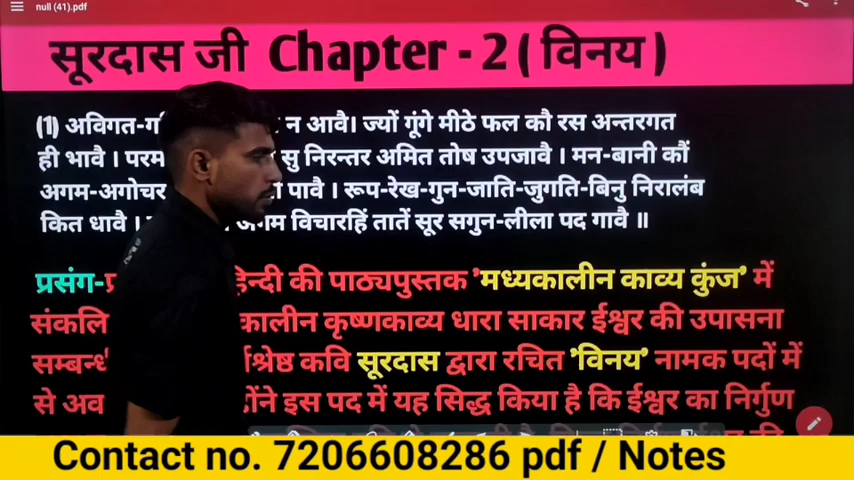 null (41).pdf
सूरदास जी Chapter - 2 ( विनय )
(1) अविगत-ग न आवै। ज्यों गूंगे मीठे फल कौ रस अन्तरगत
ही भावै । परम सु निरन्तर अमित तोष उपजावै । मन-बानी कौं
अगम-अगोचर पावै । रूप-रेख-गुन-जाति-जुगति-बिनु निरालंब
कित धावै । अगम विचारहिं तातें सूर सगुन-लीला पद गावै ॥
प्रसंग- हिन्दी की पाठ्यपुस्तक 'मध्यकालीन काव्य कुंज' में
संकलि कालीन कृष्णकाव्य धारा साकार ईश्वर की उपासना
सम्बन्ध श्रेष्ठ कवि सूरदास द्वारा रचित 'विनय' नामक पदों में
से अव ने इस पद में यह सिद्ध किया है कि ईश्वर का निर्गुण
Contact no. 7206608286 pdf / Notes